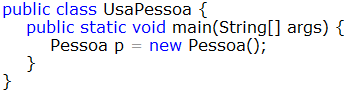 public class UsaPessoa {
    public static void main(String[] args) {
        Pessoa p = new Pessoa();
    }
}